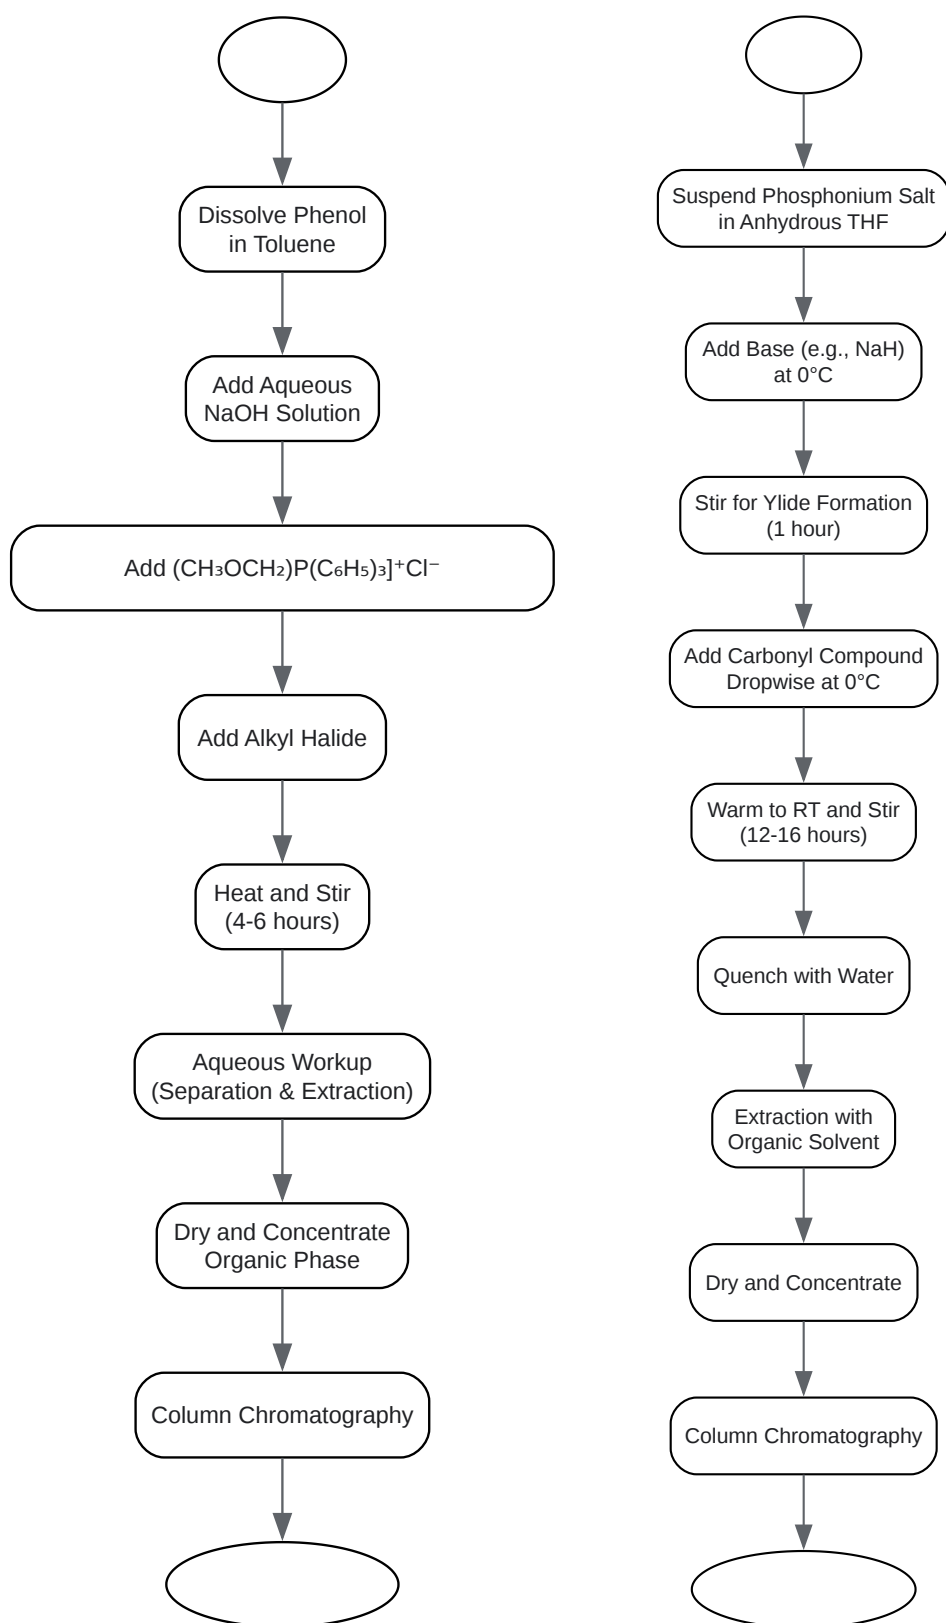 Dissolve Phenol
in Toluene
Add Aqueous
NaOH Solution
Add (CH₃OCH₂)P(C₆H₅)₃]⁺Cl⁻
Add Alkyl Halide
Heat and Stir
(4-6 hours)
Aqueous Workup
(Separation & Extraction)
Dry and Concentrate
Organic Phase
Column Chromatography
Suspend Phosphonium Salt
in Anhydrous THF
Add Base (e.g., NaH)
at 0°C
Stir for Ylide Formation
(1 hour)
Add Carbonyl Compound
Dropwise at 0°C
Warm to RT and Stir
(12-16 hours)
Quench with Water
Extraction with
Organic Solvent
Dry and Concentrate
Column Chromatography